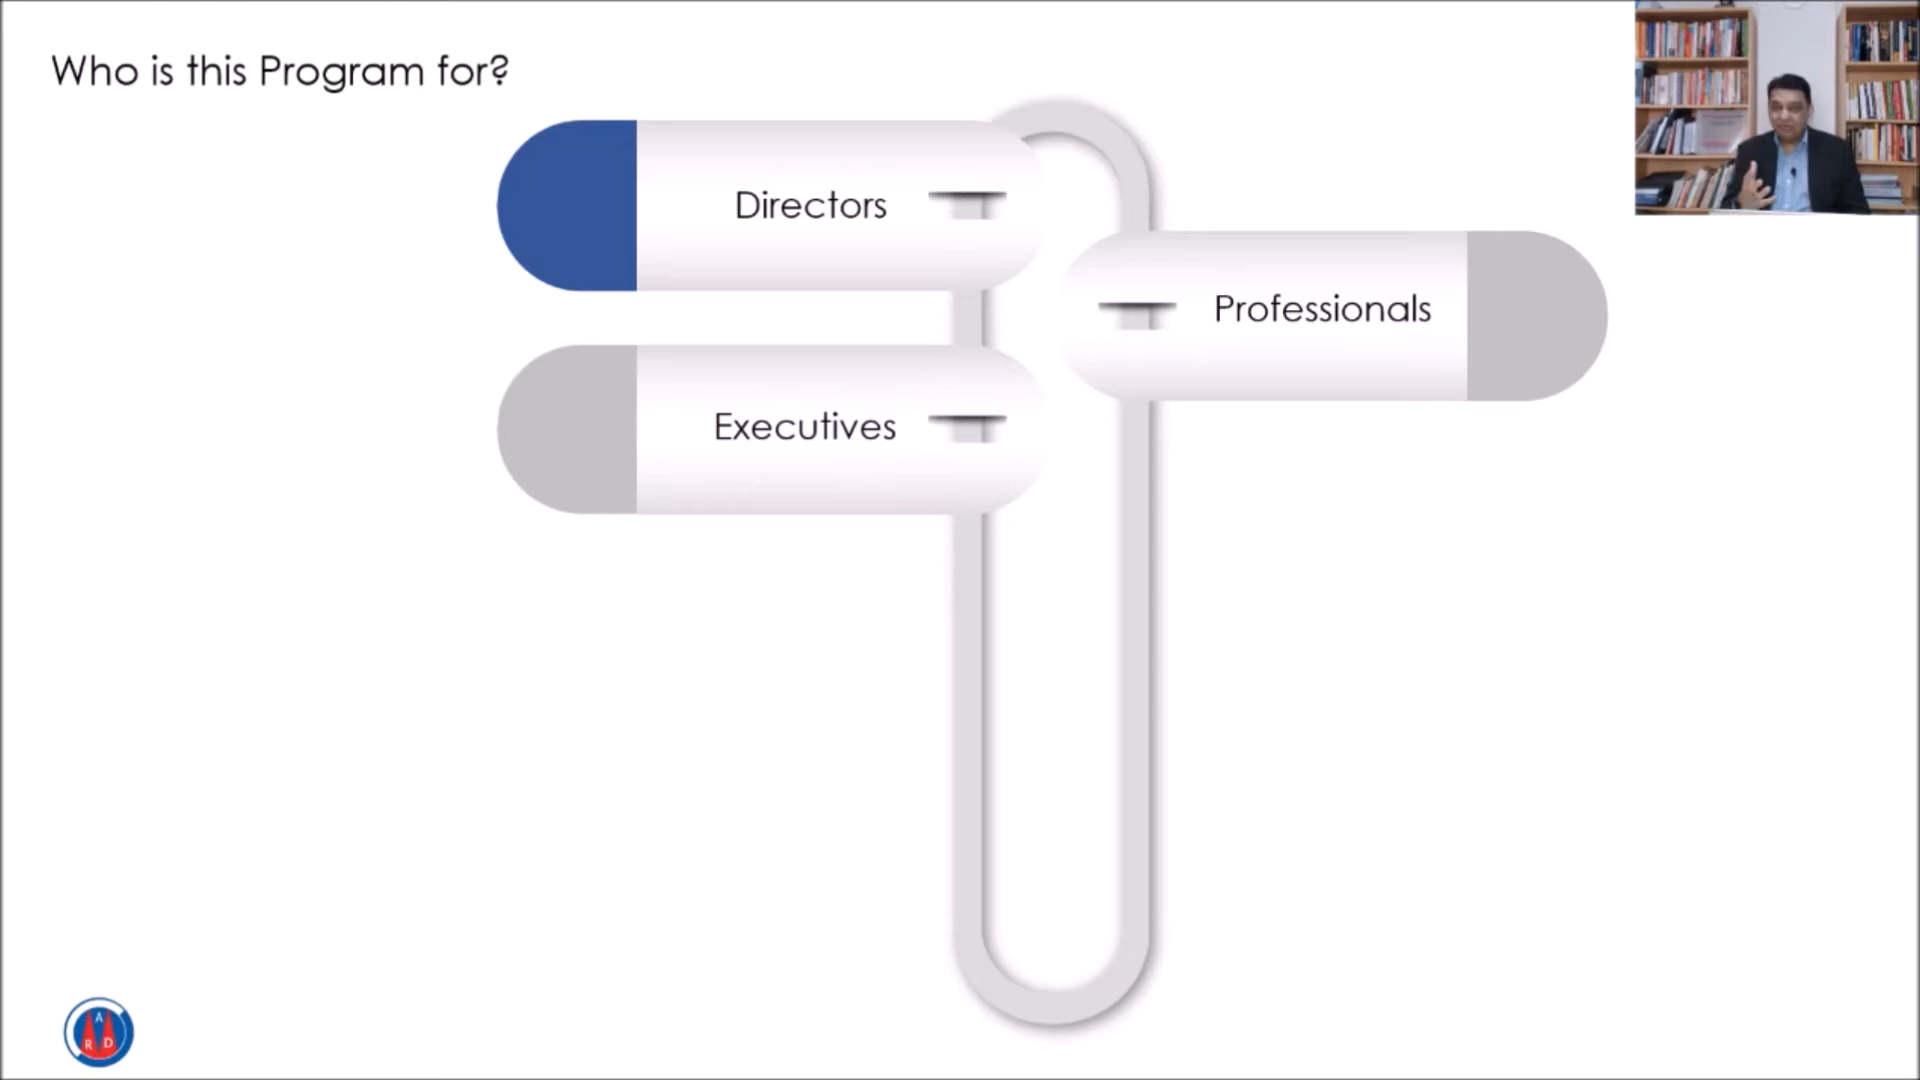 Who is this Program for?
Directors
Professionals
Executives
A
R D